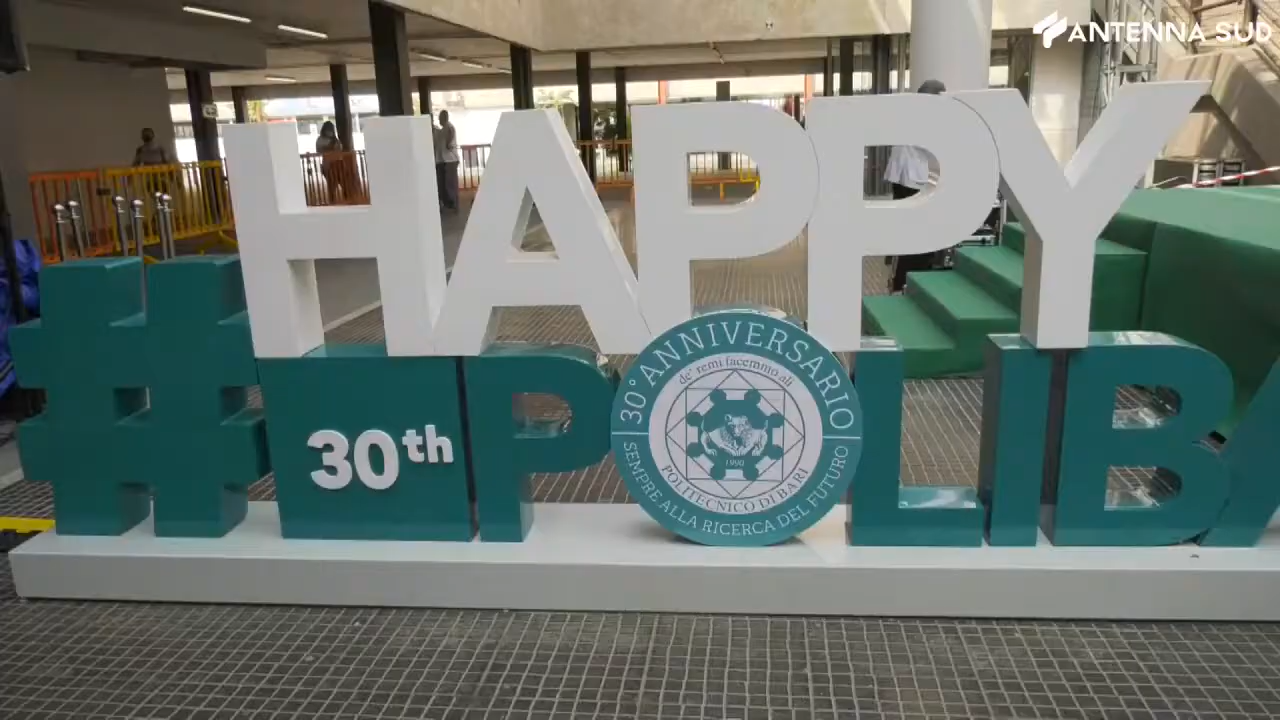 ANTENNA SUD
HAPPY
#
30th
POLIBA
30° ANNIVERSARIO
de' remi facemmo ali
1990
POLITECNICO DI BARI
SEMPRE ALLA RICERCA DEL FUTURO